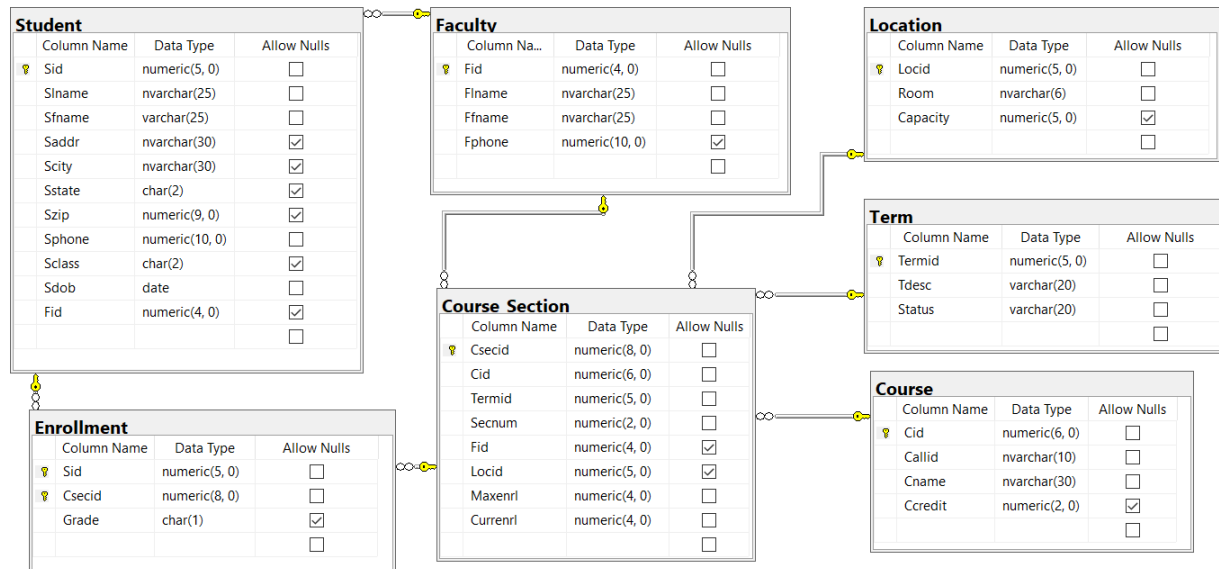 Student
Column Name Data Type Allow Nulls
Sid numeric(5, 0)
Slname nvarchar(25)
Sfname varchar(25)
Saddr nvarchar(30)
Scity nvarchar(30)
Sstate char(2)
Szip numeric(9, 0)
Sphone numeric(10, 0)
Sclass char(2)
Sdob date
Fid numeric(4, 0)
Faculty
Column Na... Data Type Allow Nulls
Fid numeric(4, 0)
Flname nvarchar(25)
Ffname nvarchar(25)
Fphone numeric(10, 0)
Location
Column Name Data Type Allow Nulls
Locid numeric(5, 0)
Room nvarchar(6)
Capacity numeric(5, 0)
Term
Column Name Data Type Allow Nulls
Termid numeric(5, 0)
Tdesc varchar(20)
Status varchar(20)
Course_Section
Column Name Data Type Allow Nulls
Csecid numeric(8, 0)
Cid numeric(6, 0)
Termid numeric(5, 0)
Secnum numeric(2, 0)
Fid numeric(4, 0)
Locid numeric(5, 0)
Maxenrl numeric(4, 0)
Currenrl numeric(4, 0)
Course
Column Name Data Type Allow Nulls
Cid numeric(6, 0)
Callid nvarchar(10)
Cname nvarchar(30)
Ccredit numeric(2, 0)
Enrollment
Column Name Data Type Allow Nulls
Sid numeric(5, 0)
Csecid numeric(8, 0)
Grade char(1)